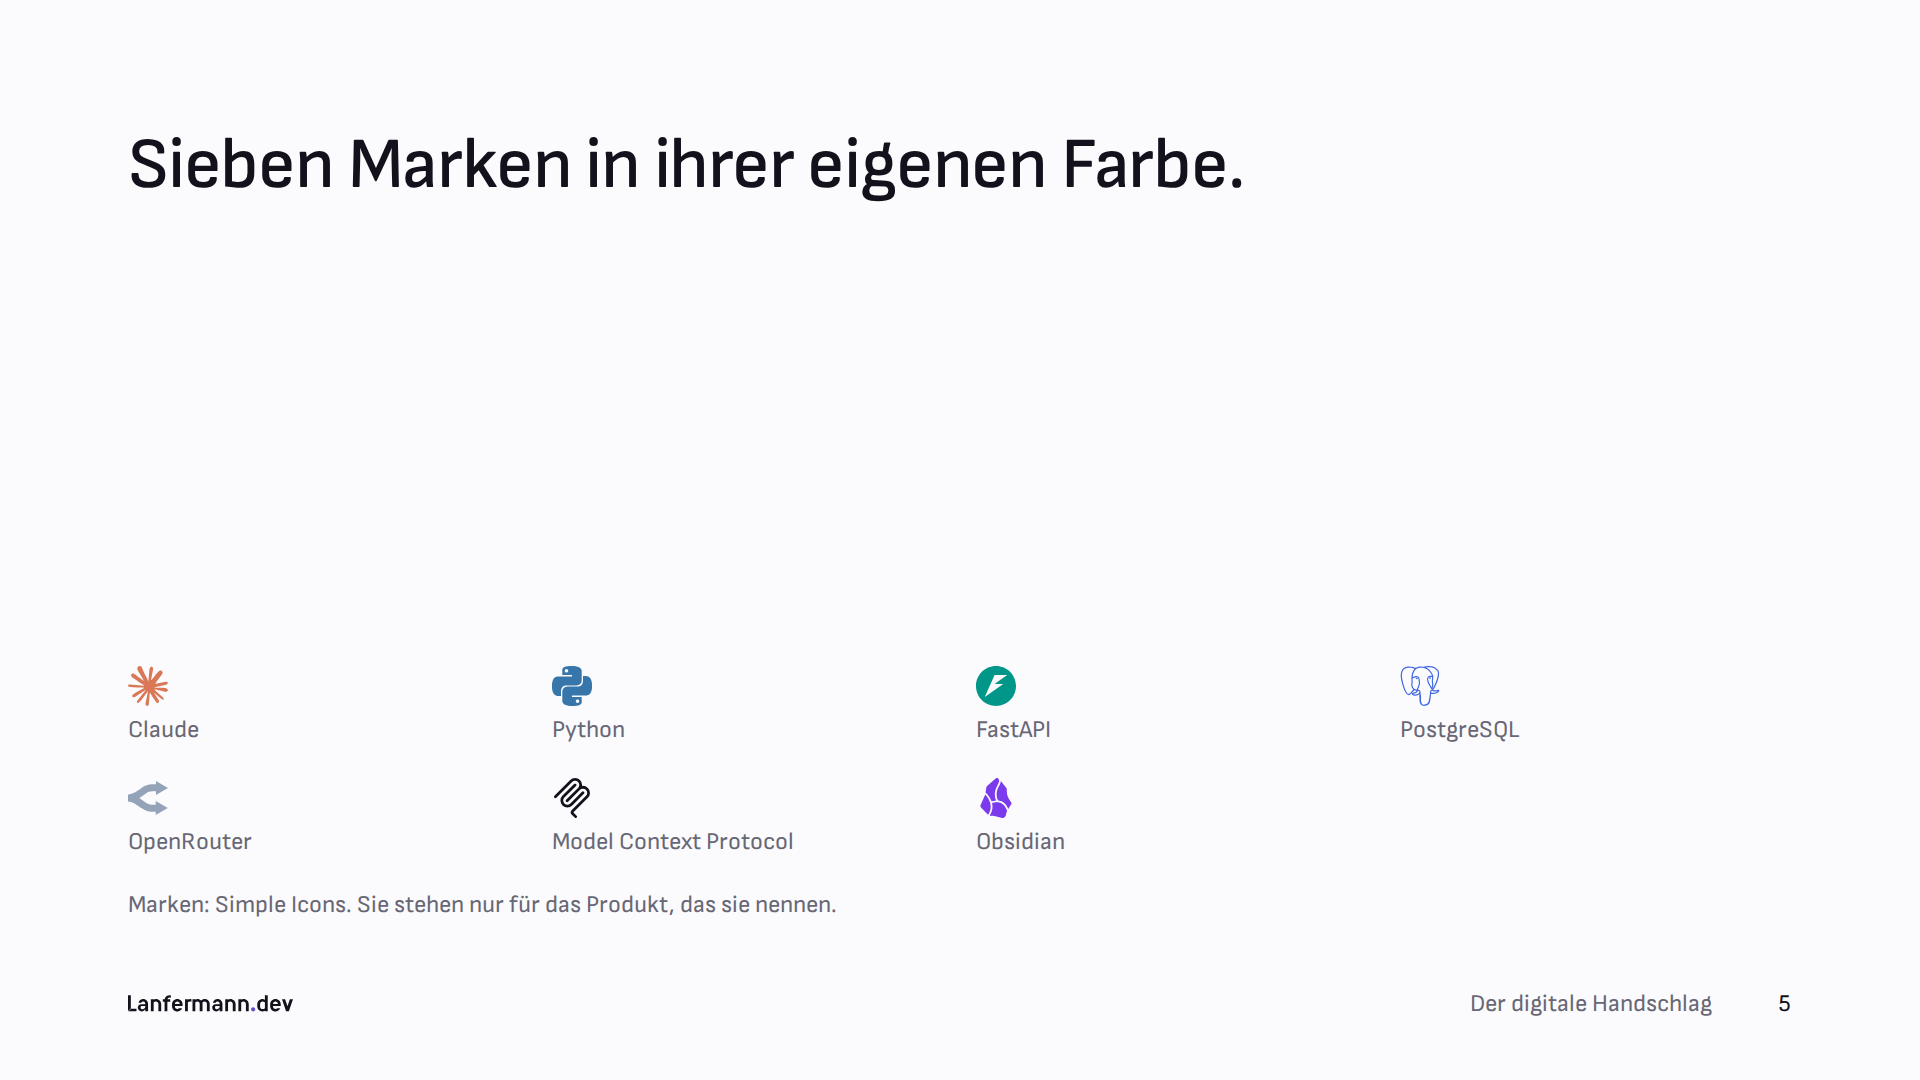 Sieben Marken in ihrer eigenen Farbe.
Claude
Python
FastAPI
PostgreSQL
OpenRouter
Model Context Protocol
Obsidian
Marken: Simple Icons. Sie stehen nur für das Produkt, das sie nennen.
Lanfermann.dev
Der digitale Handschlag
5